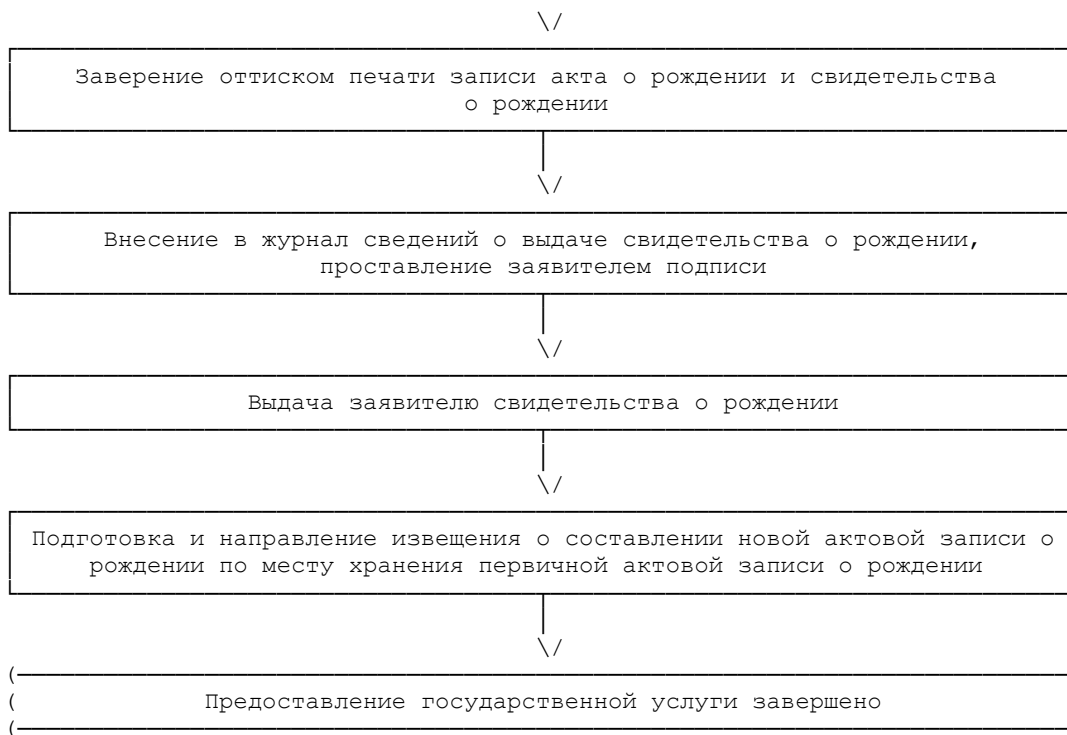 Заверение оттиском печати записи акта о рождении и свидетельства
о рождении
Внесение в журнал сведений о выдаче свидетельства о рождении,
проставление заявителем подписи
Выдача заявителю свидетельства о рождении
Подготовка и направление извещения о составлении новой актовой записи о
рождении по месту хранения первичной актовой записи о рождении
Предоставление государственной услуги завершено